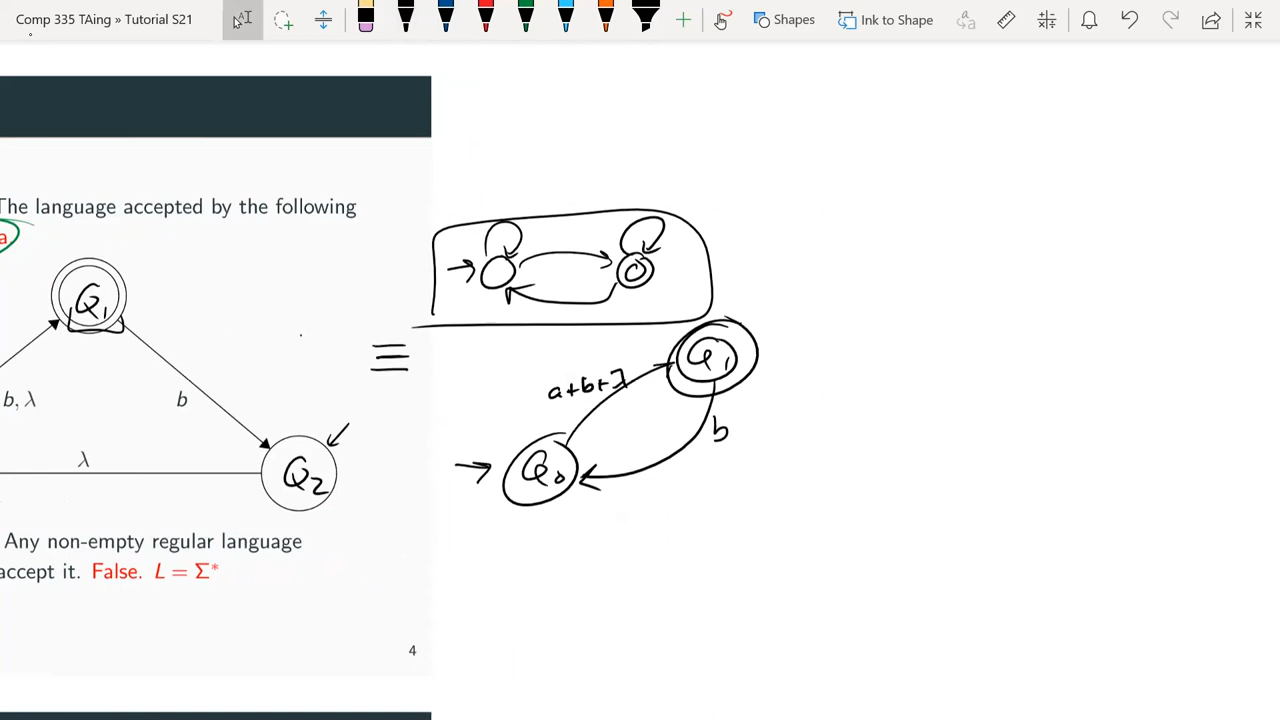 Comp 335 TAing » Tutorial S21
Shapes
Ink to Shape
The language accepted by the following
a
Q₁
b, λ
b
λ
Q₂
≡
a+b+λ
Q₁
b
Q₀
Any non-empty regular language
accept it. False. L = Σ*
4